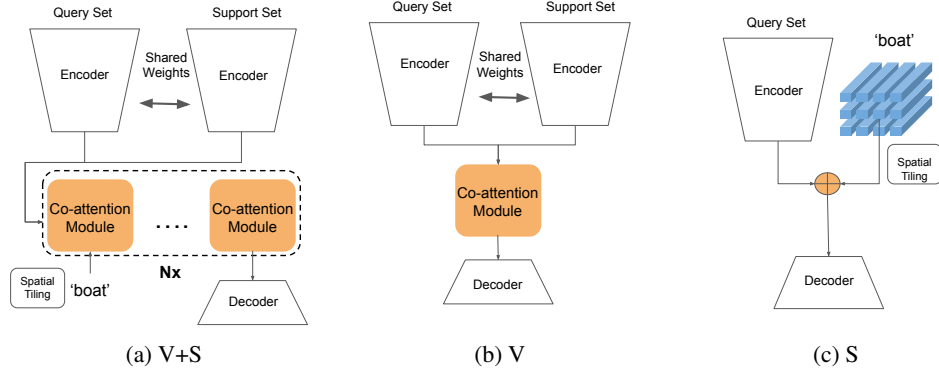 Query Set
Support Set
Encoder
Shared
Weights
Encoder
Co-attention
Module
. . . .
Co-attention
Module
Nx
Spatial
Tiling
'boat'
Decoder
(a) V+S
Query Set
Support Set
Encoder
Shared
Weights
Encoder
Co-attention
Module
Decoder
(b) V
Query Set
'boat'
Encoder
Spatial
Tiling
Decoder
(c) S